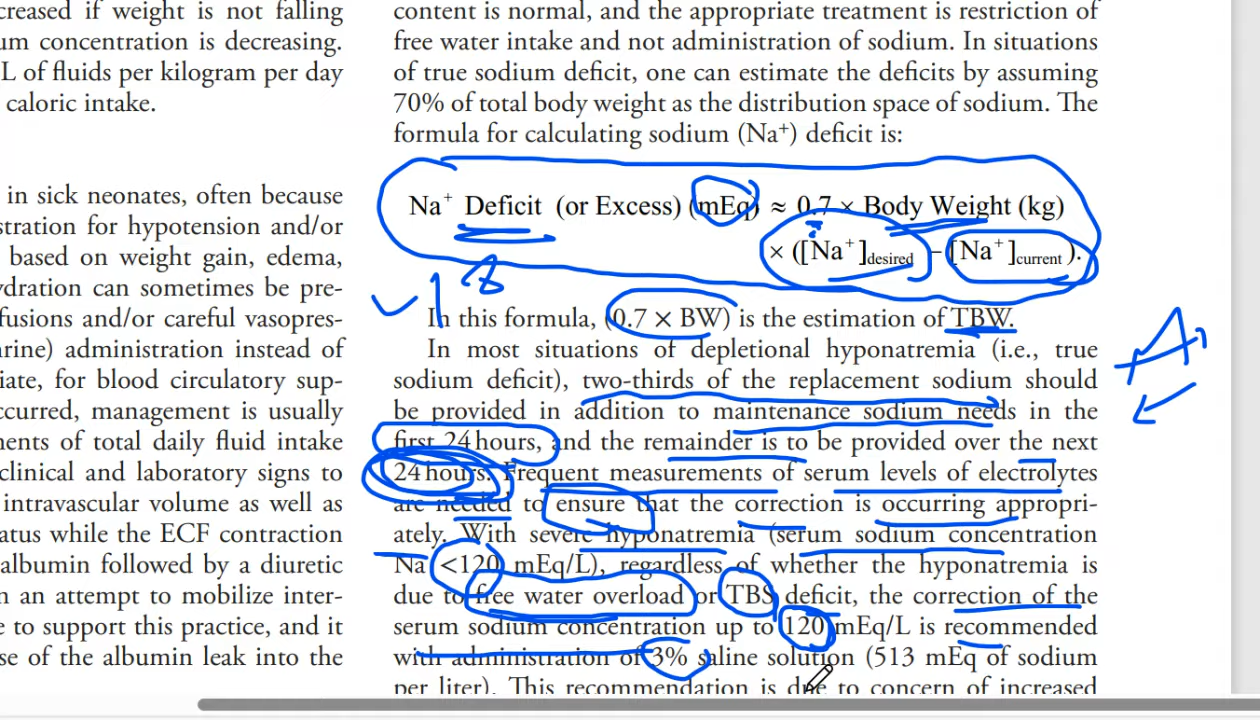 creased if weight is not falling
um concentration is decreasing.
L of fluids per kilogram per day
caloric intake.
in sick neonates, often because
stration for hypotension and/or
based on weight gain, edema,
ydration can sometimes be pre-
fusions and/or careful vasopres-
rine) administration instead of
iate, for blood circulatory sup-
ccurred, management is usually
nents of total daily fluid intake
clinical and laboratory signs to
intravascular volume as well as
atus while the ECF contraction
albumin followed by a diuretic
n an attempt to mobilize inter-
e to support this practice, and it
se of the albumin leak into the
content is normal, and the appropriate treatment is restriction of
free water intake and not administration of sodium. In situations
of true sodium deficit, one can estimate the deficits by assuming
70% of total body weight as the distribution space of sodium. The
formula for calculating sodium (Na+) deficit is:
Na+ Deficit (or Excess) (mEq) ≈ 0.7 × Body Weight (kg)
× ([Na+]desired − [Na+]current ).
In this formula, (0.7 × BW) is the estimation of TBW.
In most situations of depletional hyponatremia (i.e., true
sodium deficit), two-thirds of the replacement sodium should
be provided in addition to maintenance sodium needs in the
first 24 hours, and the remainder is to be provided over the next
24 hours. Frequent measurements of serum levels of electrolytes
are needed to ensure that the correction is occurring appropri-
ately. With severe hyponatremia (serum sodium concentration
Na <120 mEq/L), regardless of whether the hyponatremia is
due to free water overload or TBS deficit, the correction of the
serum sodium concentration up to 120 mEq/L is recommended
with administration of 3% saline solution (513 mEq of sodium
per liter). This recommendation is due to concern of increased